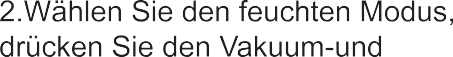 2.Wählen Sie den feuchten Modus,
drücken Sie den Vakuum-und